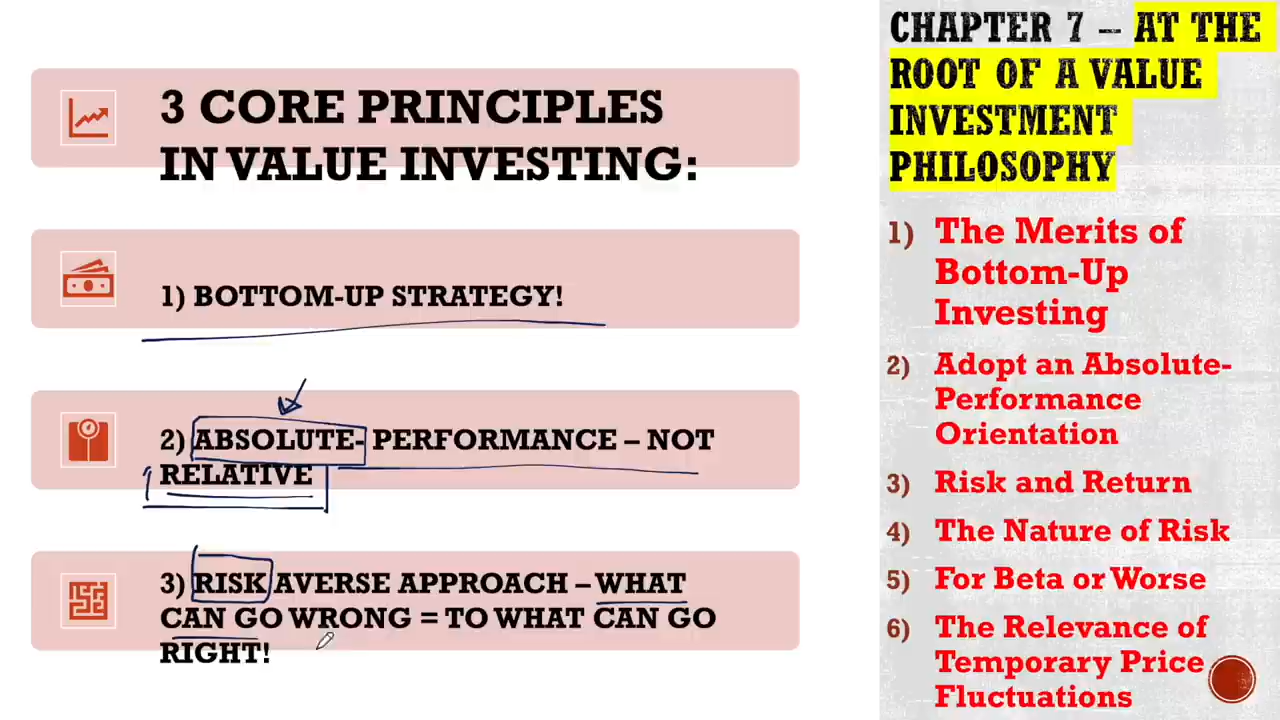 3 CORE PRINCIPLES
IN VALUE INVESTING:
1) BOTTOM-UP STRATEGY!
2) ABSOLUTE- PERFORMANCE – NOT
RELATIVE
3) RISK AVERSE APPROACH – WHAT
CAN GO WRONG = TO WHAT CAN GO
RIGHT!
CHAPTER 7 – AT THE
ROOT OF A VALUE
INVESTMENT
PHILOSOPHY
1) The Merits of
Bottom-Up
Investing
2) Adopt an Absolute-
Performance
Orientation
3) Risk and Return
4) The Nature of Risk
5) For Beta or Worse
6) The Relevance of
Temporary Price
Fluctuations